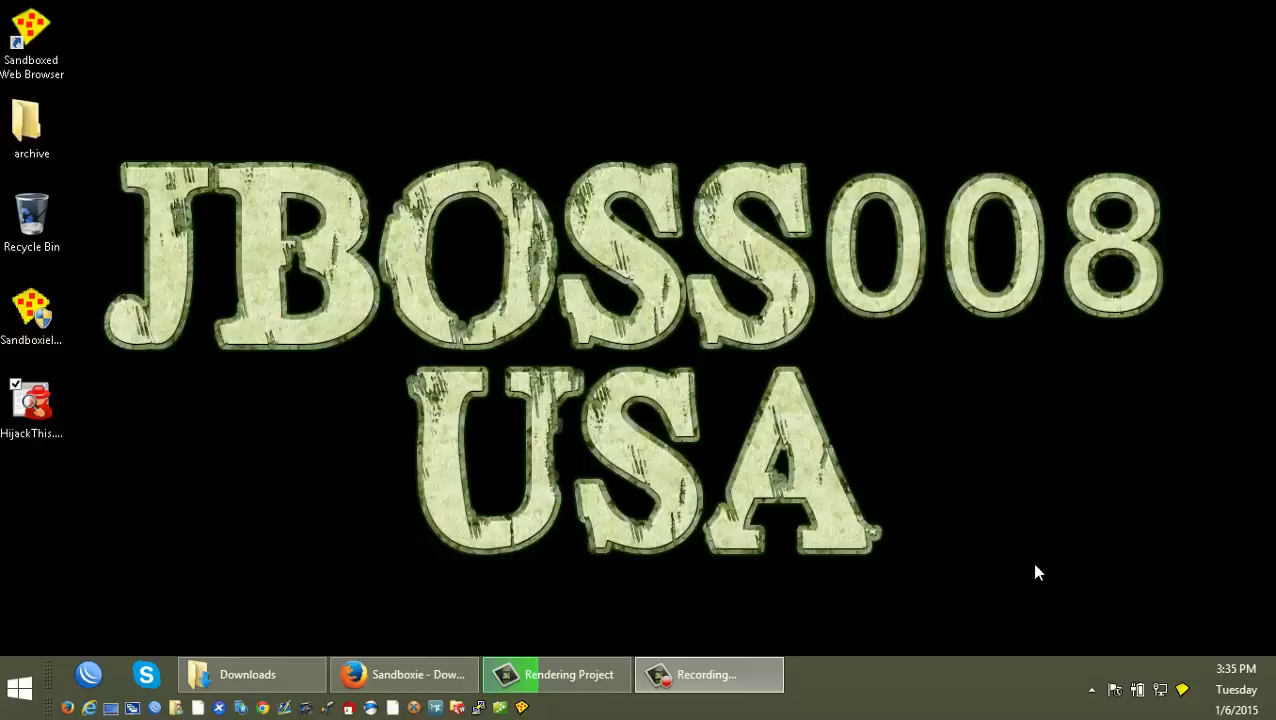 Sandboxed
Web Browser
archive
Recycle Bin
Sandboxiel...
HijackThis....
JBOSS008
USA
Downloads
Sandboxie - Dow...
Rendering Project
Recording...
3:35 PM
Tuesday
1/6/2015